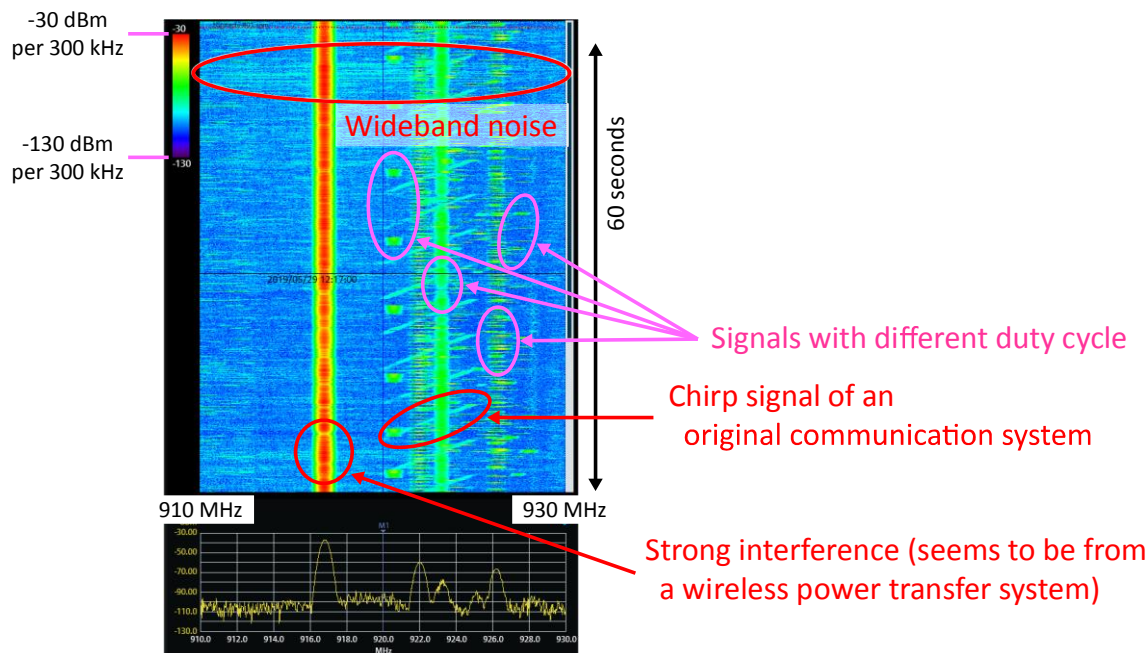 -30 dBm
per 300 kHz
-30
-130 dBm
per 300 kHz
-130
Wideband noise
60 seconds
2019/05/29 12:17:00
Signals with different duty cycle
Chirp signal of an
original communication system
910 MHz
930 MHz
Strong interference (seems to be from
a wireless power transfer system)
M1
-30.00
-50.00
-70.00
-90.00
-110.0
-130.0
910.0 912.0 914.0 916.0 918.0 920.0 922.0 924.0 926.0 928.0 930.0
MHz